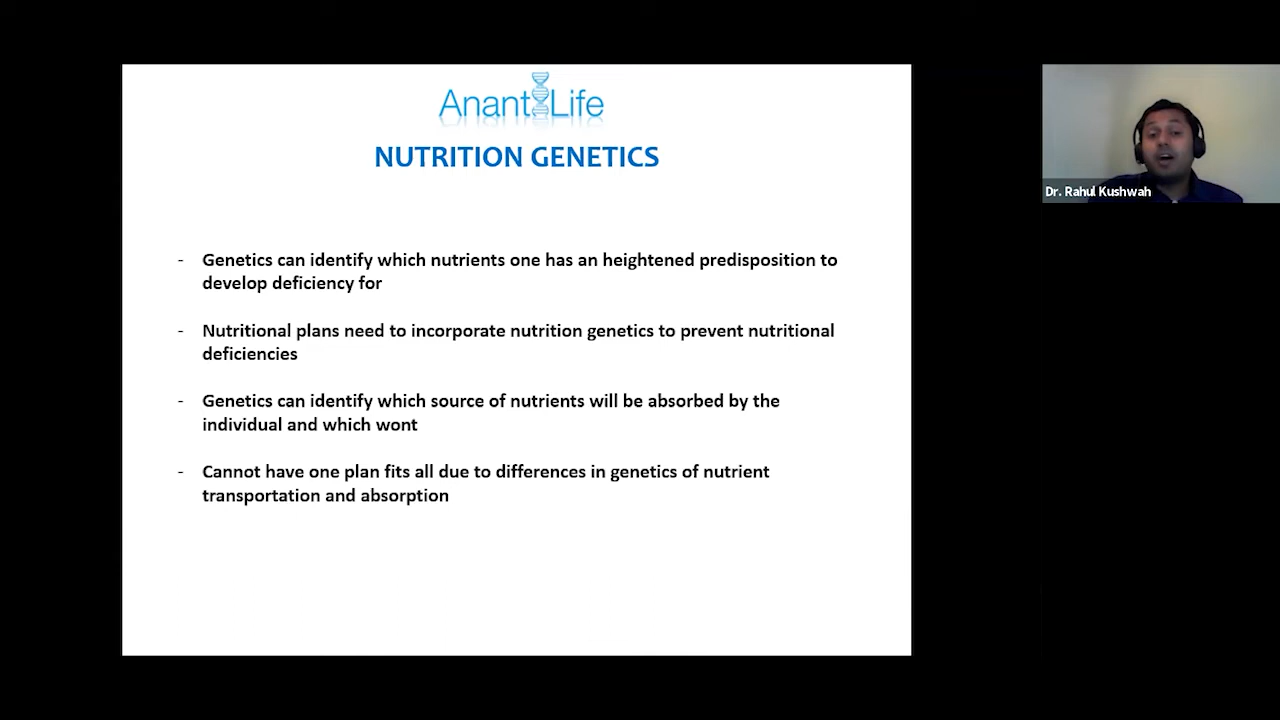 Anant Life
NUTRITION GENETICS
- Genetics can identify which nutrients one has an heightened predisposition to
develop deficiency for
- Nutritional plans need to incorporate nutrition genetics to prevent nutritional
deficiencies
- Genetics can identify which source of nutrients will be absorbed by the
individual and which wont
- Cannot have one plan fits all due to differences in genetics of nutrient
transportation and absorption
Dr. Rahul Kushwah